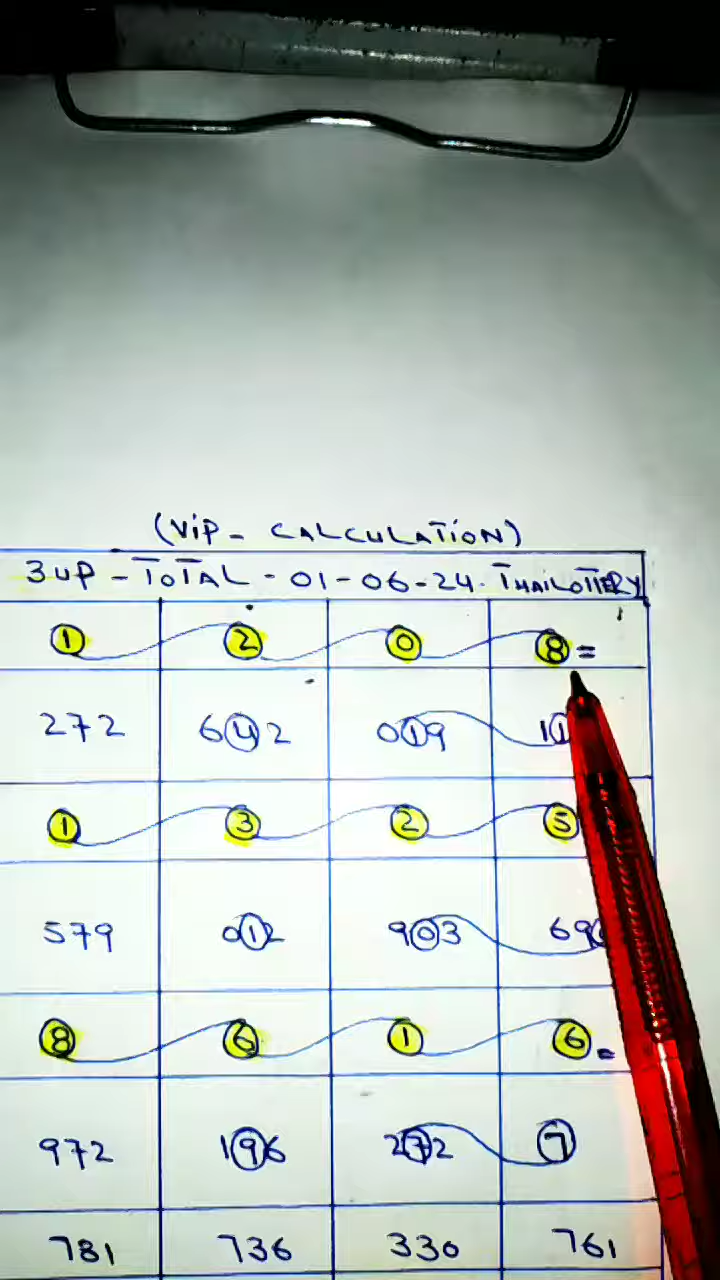 (ViP - CALCULATION)
3UP - TOTAL - 01-06-24. THAILOTTERY
1 2 0 8 =
272 642 019
1 3 2 5
579 012 903
8 6 1 6 =
972 196 272 7
781 736 330 761